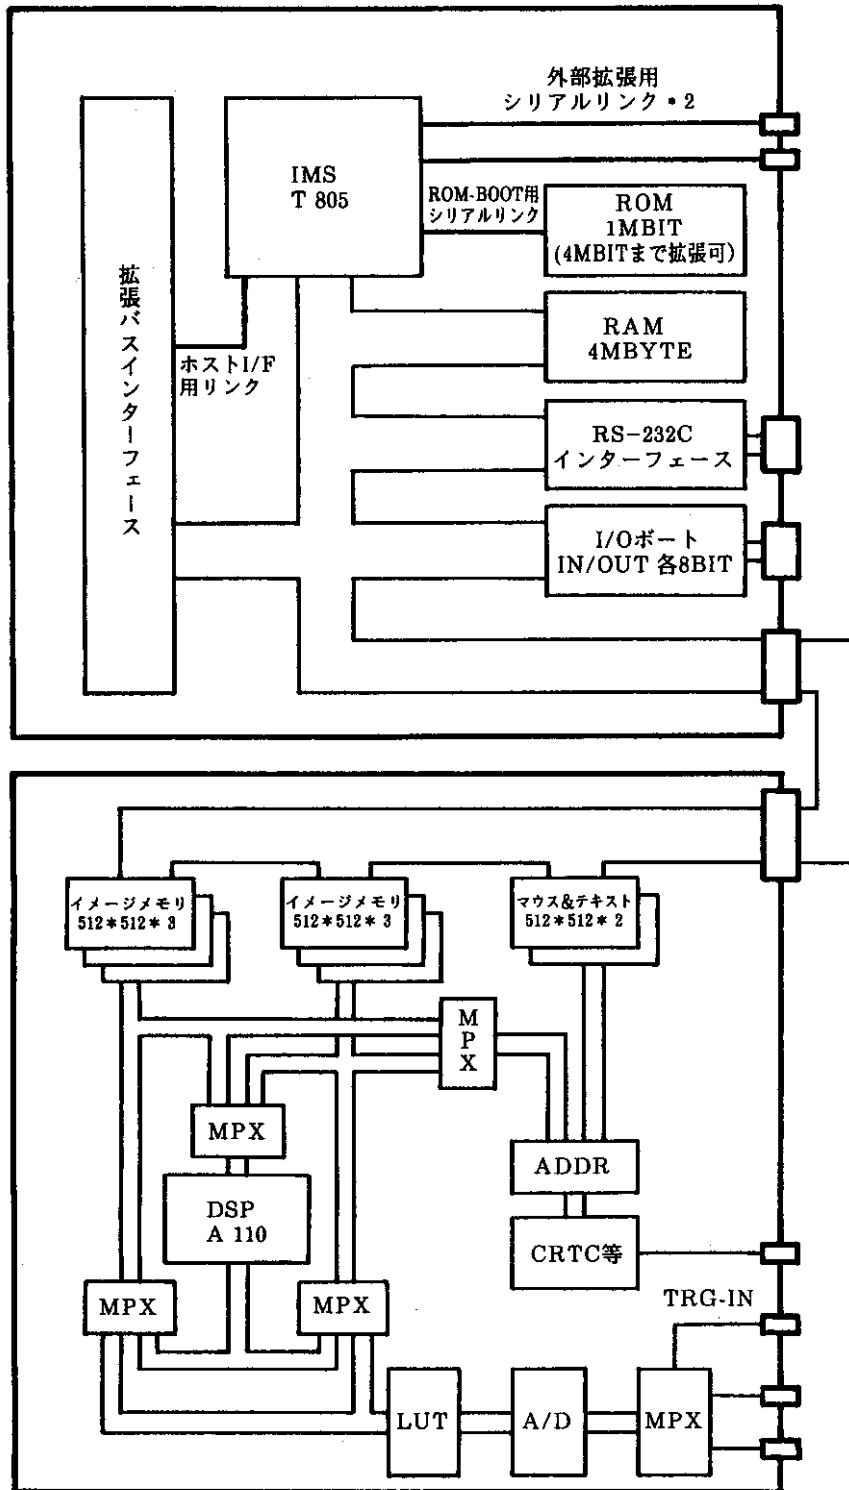 外部拡張用
シリアルリンク*2
IMS
T 805
ROM-BOOT用
シリアルリンク
ROM
1MBIT
(4MBITまで拡張可)
拡張バスインターフェース
ホストI/F
用リンク
RAM
4MBYTE
RS-232C
インターフェース
I/Oポート
IN/OUT 各8BIT
イメージメモリ
512*512*3
イメージメモリ
512*512*3
マウス&テキスト
512*512*2
MPX
MPX
ADDR
DSP
A 110
CRTC等
MPX
MPX
TRG-IN
LUT
A/D
MPX